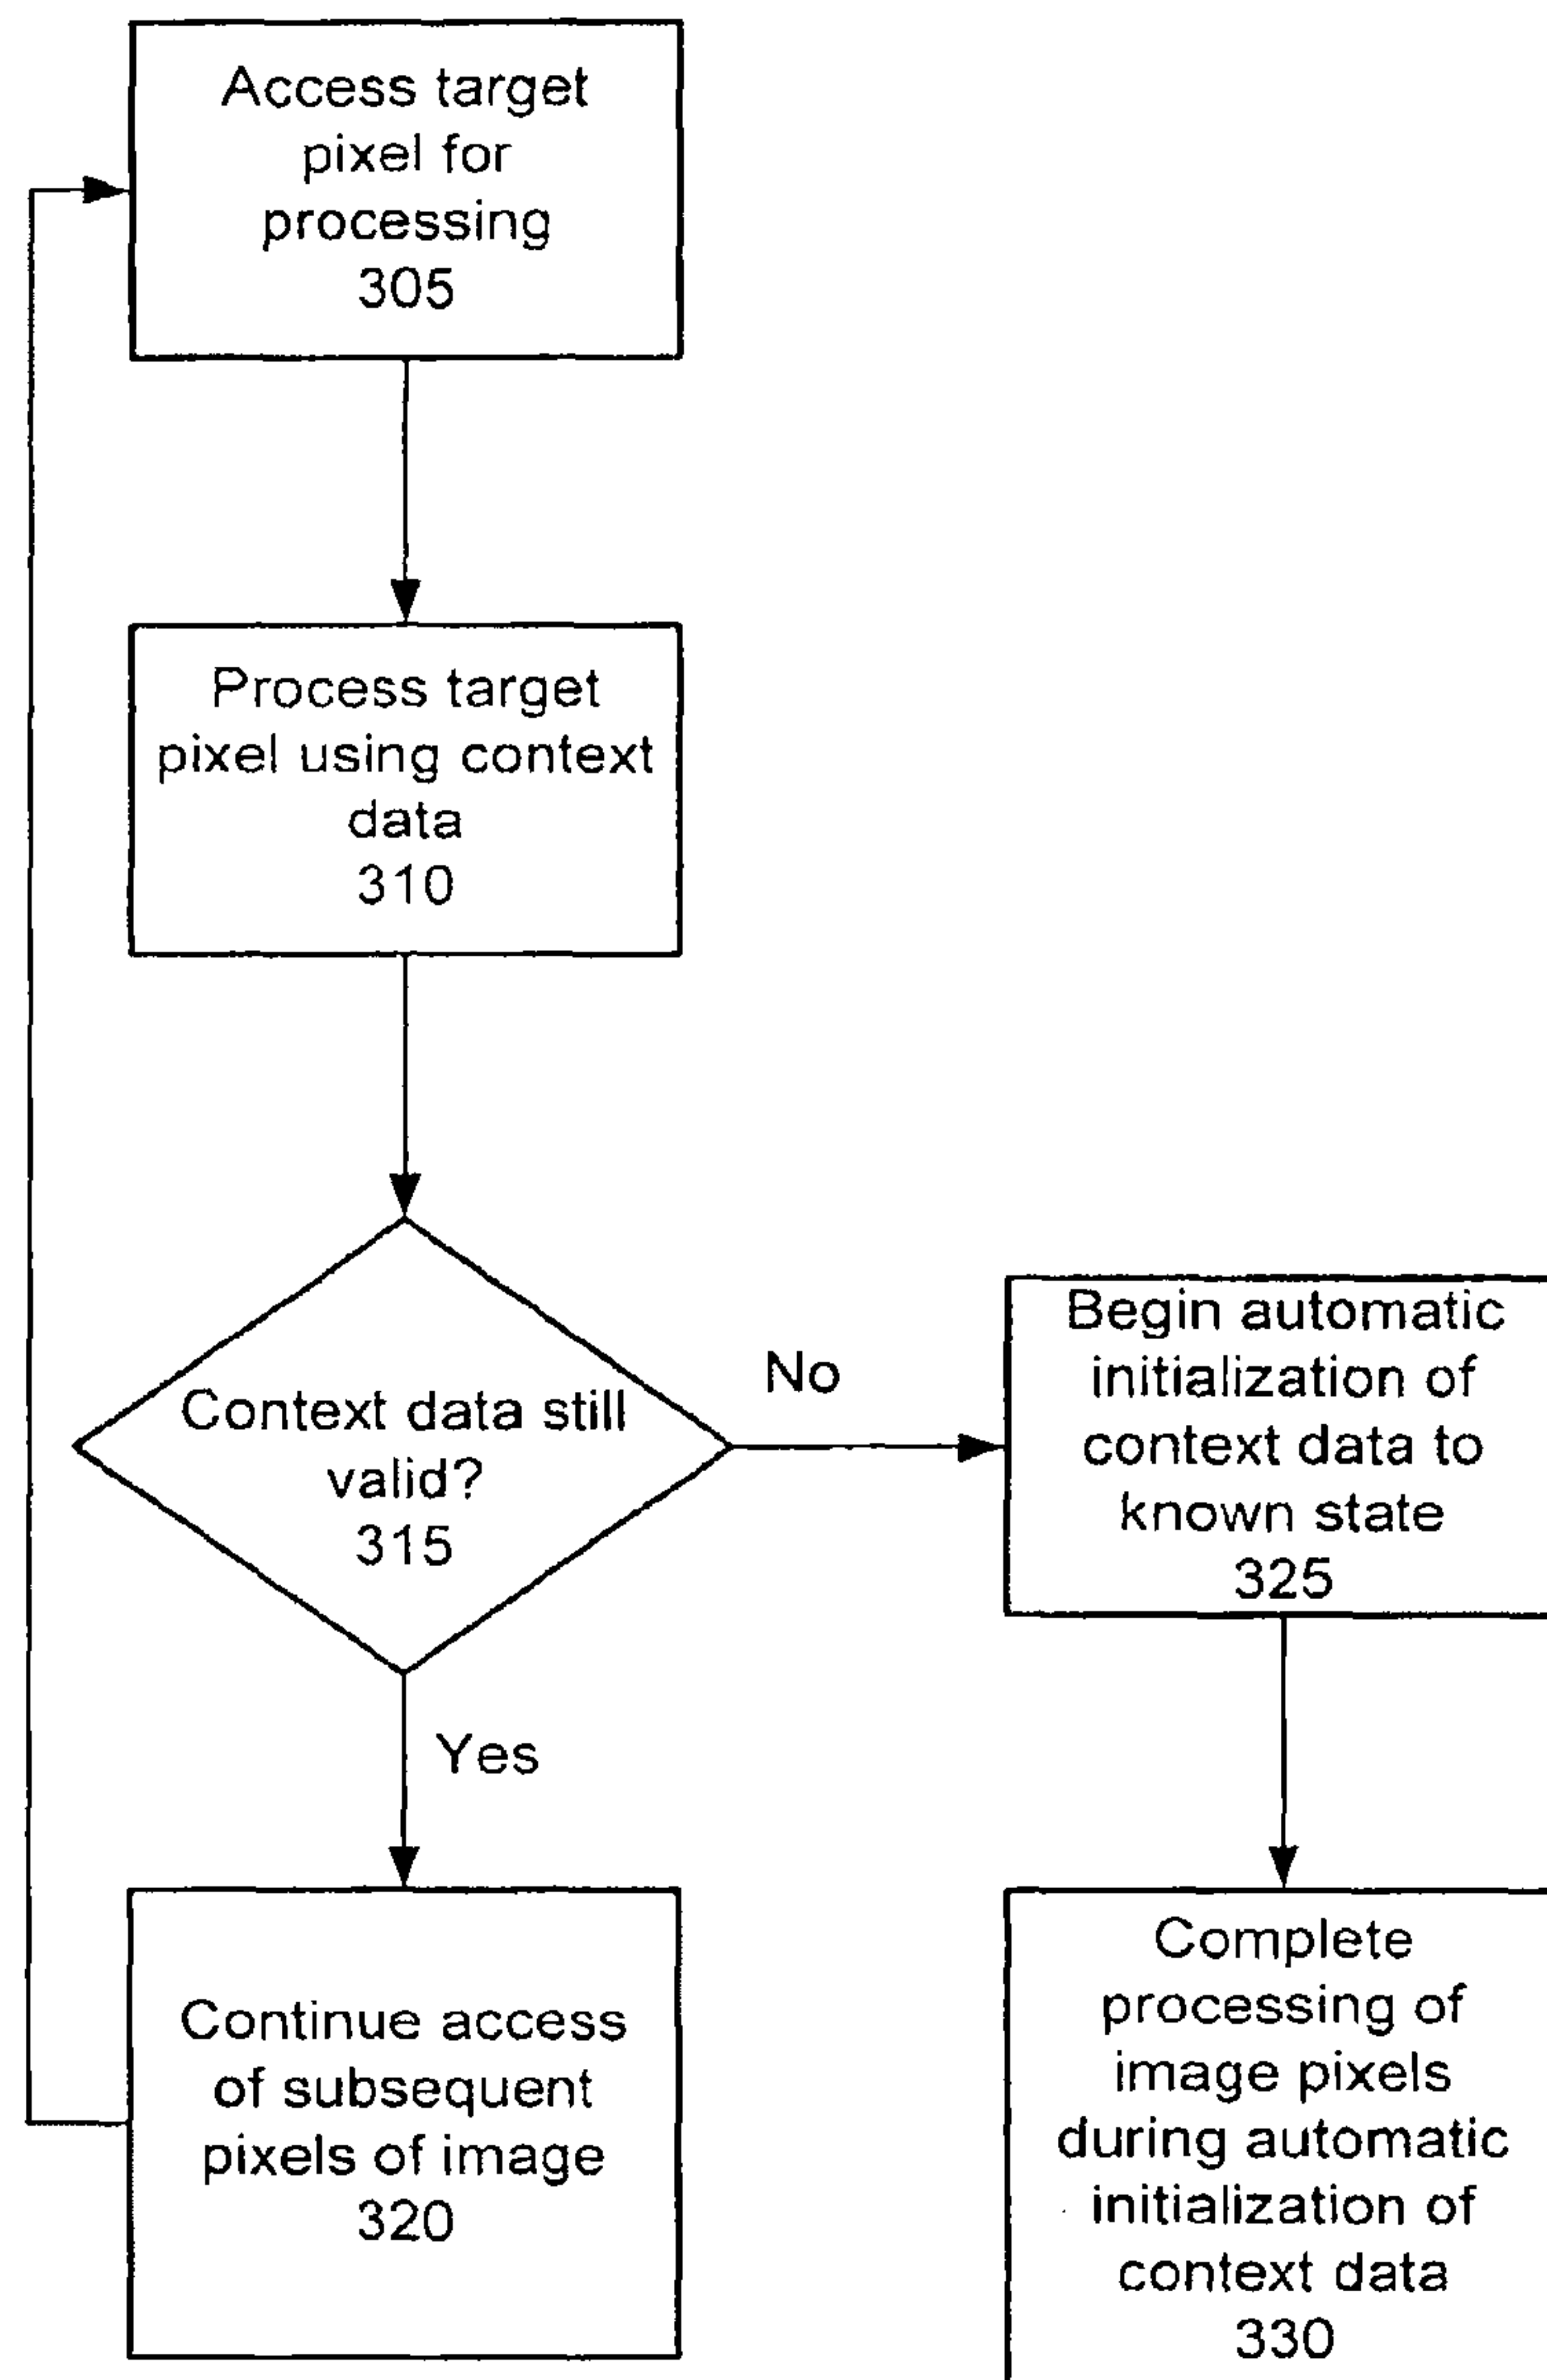 Access target
pixel for
processing
305
Process target
pixel using context
data
310
Context data still
valid?
315
No
Begin automatic
initialization of
context data to
known state
325
Yes
Continue access
of subsequent
pixels of image
320
Complete
processing of
image pixels
during automatic
initialization of
context data
330